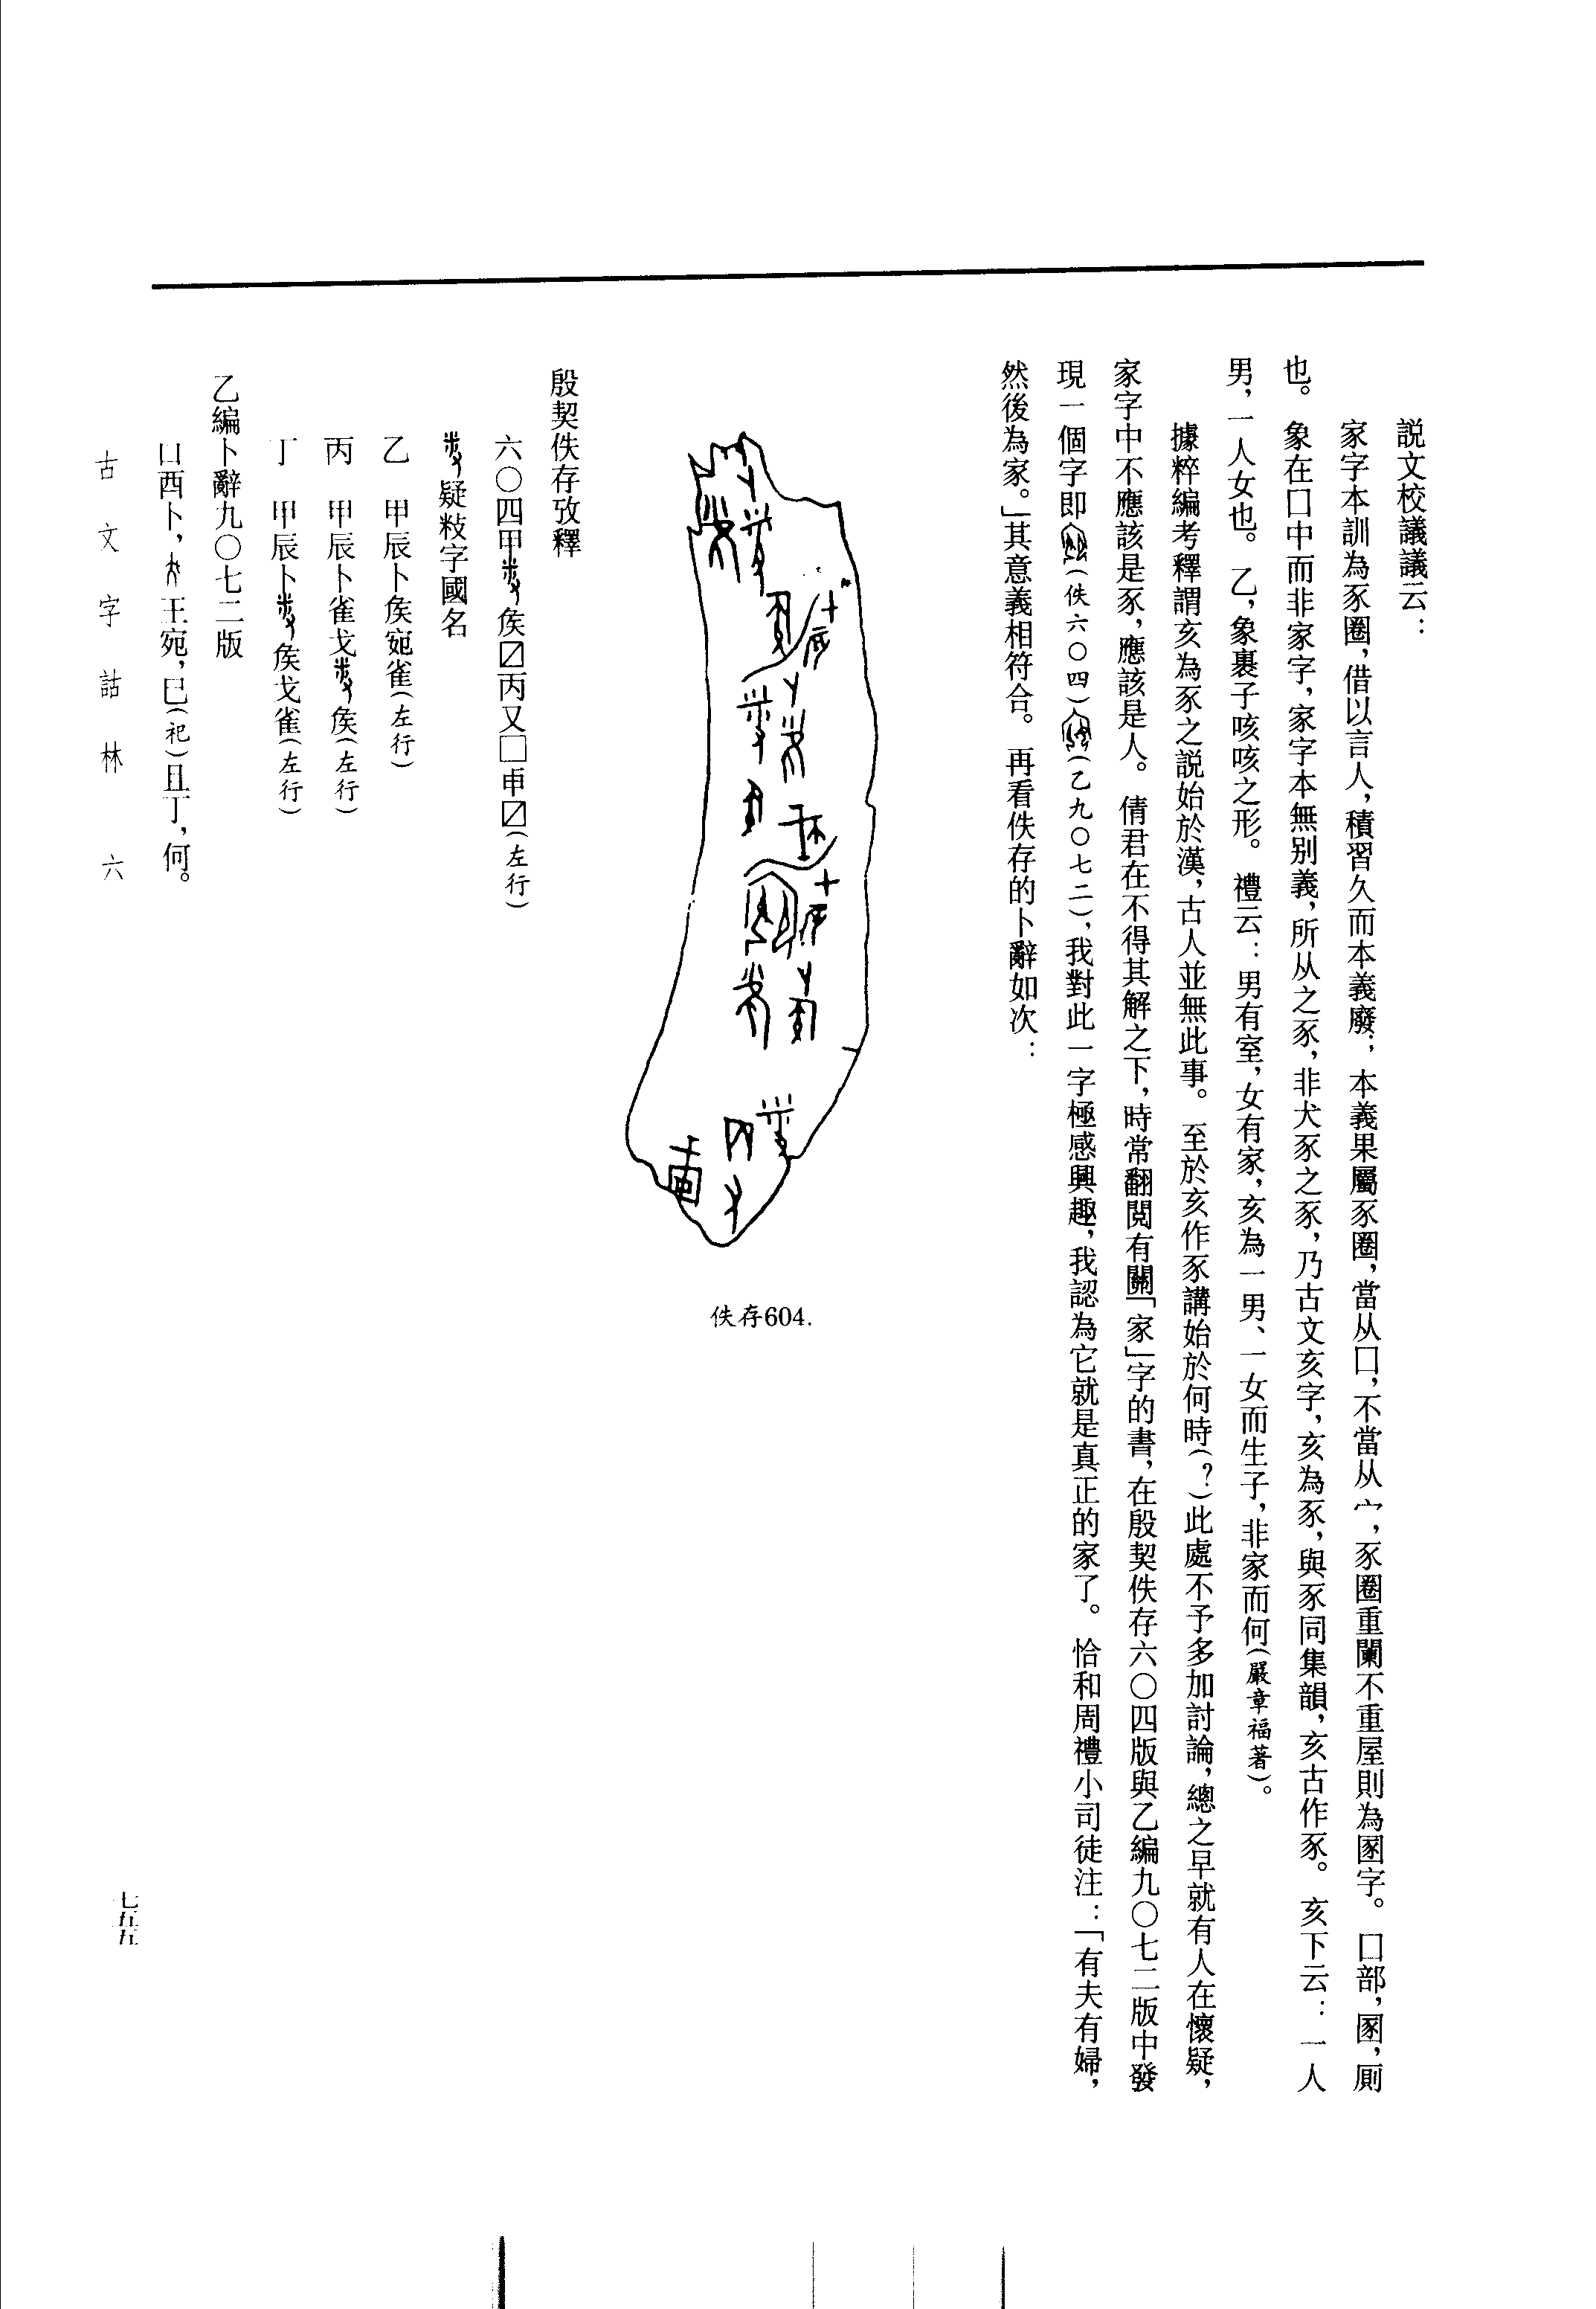 説文校議議云：
家字本訓為豕圈，借以言人，積習久而本義廢；本義果屬豕圈，當从囗，不當从宀，豕圈重闌不重屋則為圂字。囗部，圂，厠
也。象在囗中而非家字，家字本無別義，所从之豕，非犬豕之豕，乃古文亥字，亥為豕，與豕同集韻，亥古作豕。亥下云：一人
男，一人女也。乙，象裹子咳咳之形。禮云：男有室，女有家，亥為一男、一女而生子，非家而何（嚴章福著）。
據粹編考釋謂亥為豕之説始於漢，古人並無此事。至於亥作豕講始於何時（？）此處不予多加討論，總之早就有人在懷疑，
家字中不應該是豕，應該是人。倩君在不得其解之下，時常翻閲有關「家」字的書，在殷契佚存六〇四版與乙編九〇七二版中發
現一個字即（佚六〇四）（乙九〇七二），我對此一字極感興趣，我認為它就是真正的家了。恰和周禮小司徒注：「有夫有婦，
然後為家。」其意義相符合。再看佚存的卜辭如次：
佚存604.
殷契佚存攷釋
六〇四甲侯〼丙又□〼（左行）
疑敉字國名
乙　甲辰卜侯宛雀（左行）
丙　甲辰卜雀戈侯（左行）
丁　甲辰卜侯戈雀（左行）
乙編卜辭九〇七二版
口酉卜，王宛，巳（祀）且丁，何。
古文字詁林　六
七五五